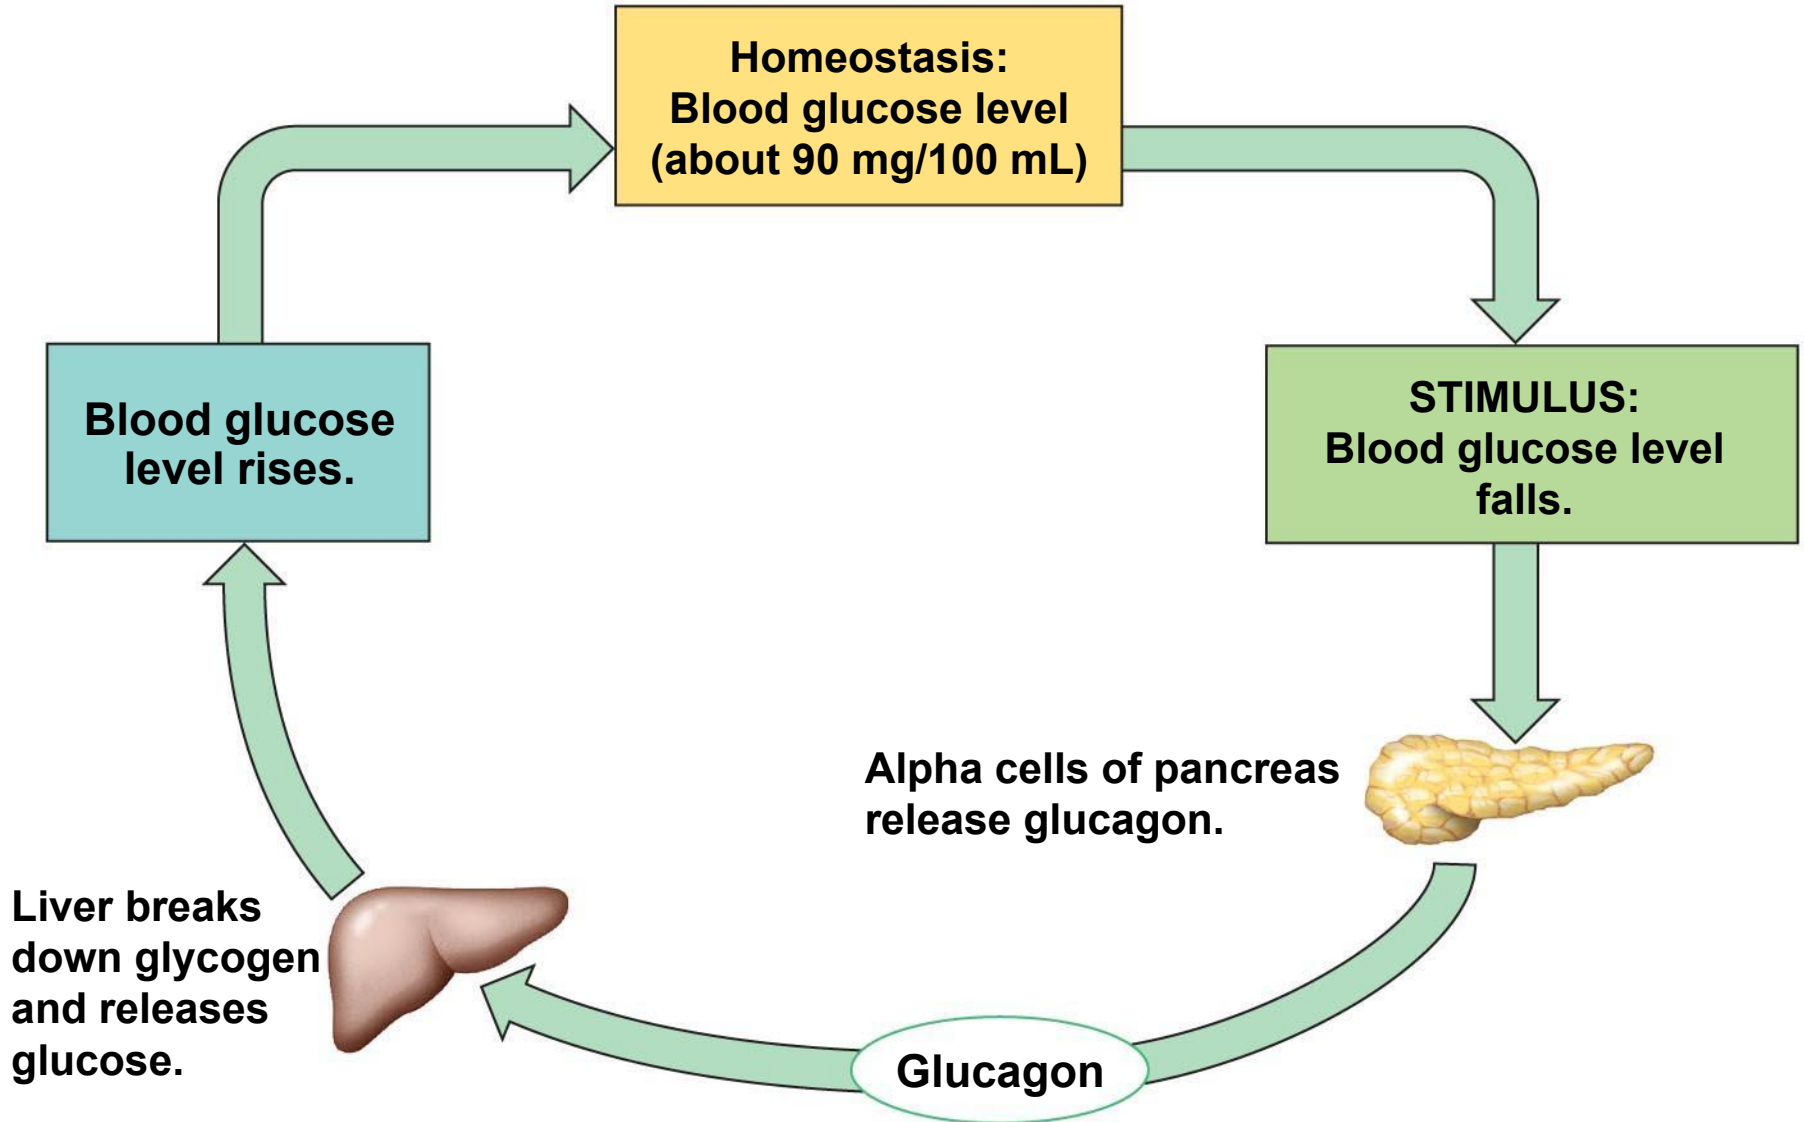 Homeostasis:
Blood glucose level
(about 90 mg/100 mL)
STIMULUS:
Blood glucose level
falls.
Alpha cells of pancreas
release glucagon.
Glucagon
Liver breaks
down glycogen
and releases
glucose.
Blood glucose
level rises.